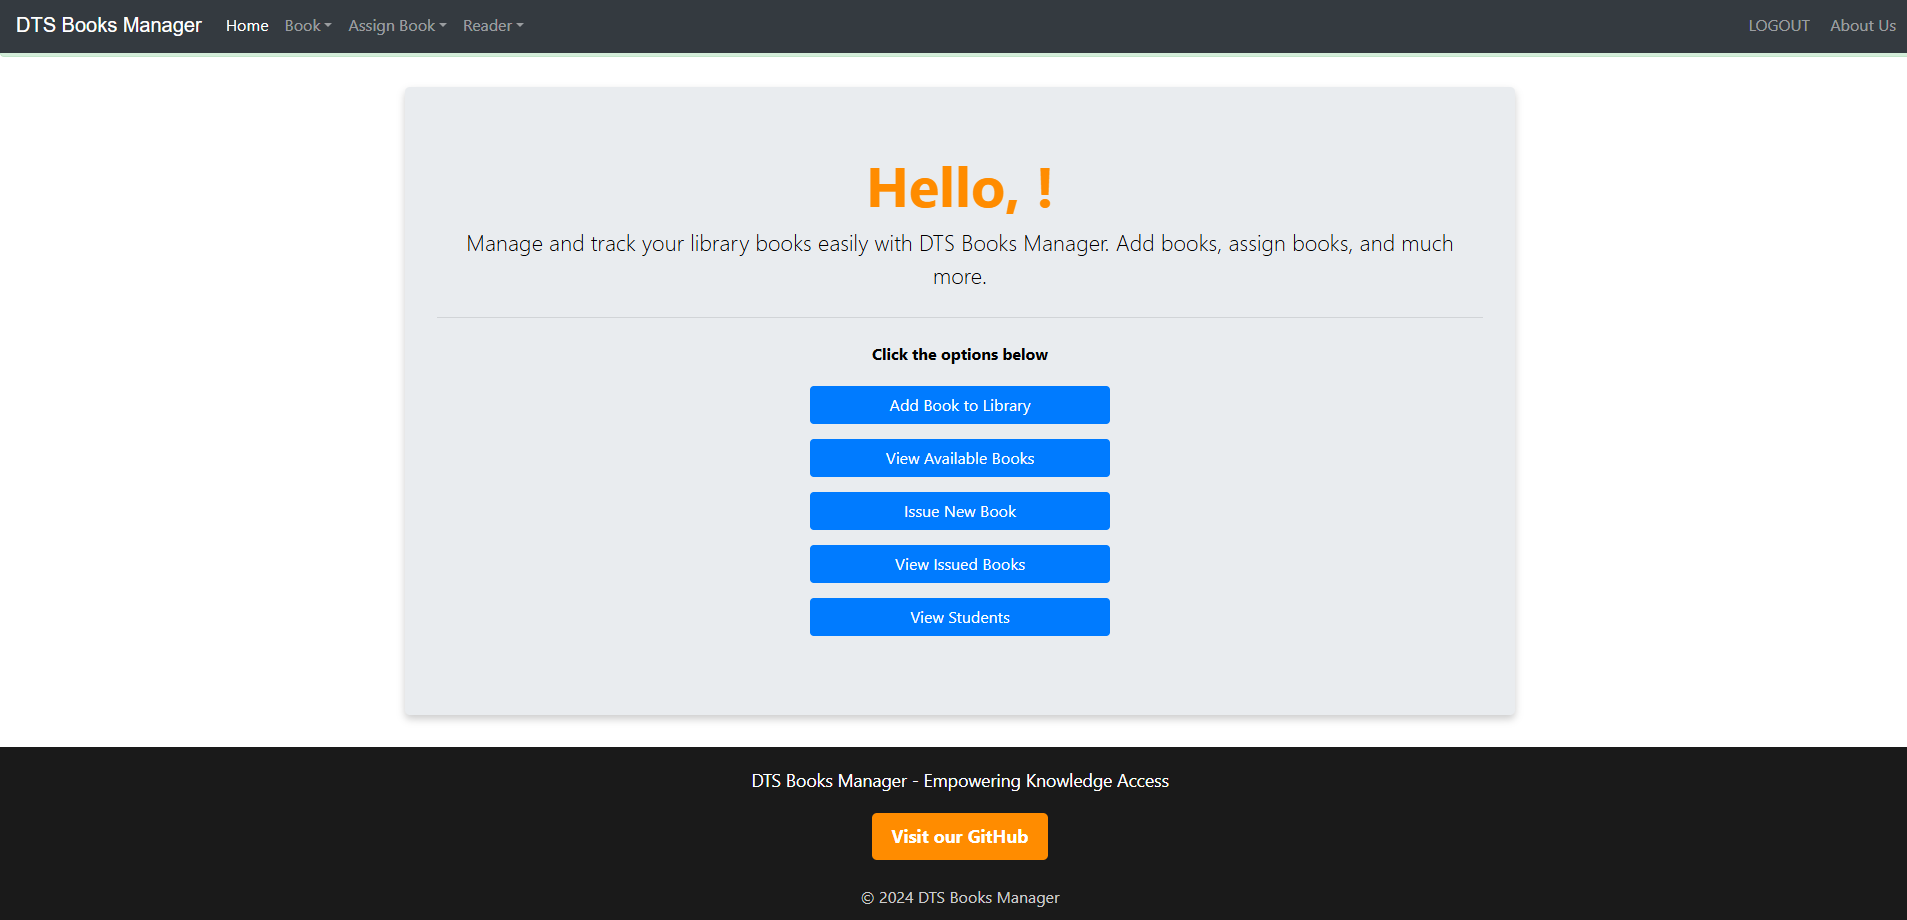 DTS Books Manager Home Book Assign Book Reader LOGOUT About Us
Hello, !
Manage and track your library books easily with DTS Books Manager. Add books, assign books, and much
more.
Click the options below
Add Book to Library
View Available Books
Issue New Book
View Issued Books
View Students
DTS Books Manager - Empowering Knowledge Access
Visit our GitHub
© 2024 DTS Books Manager